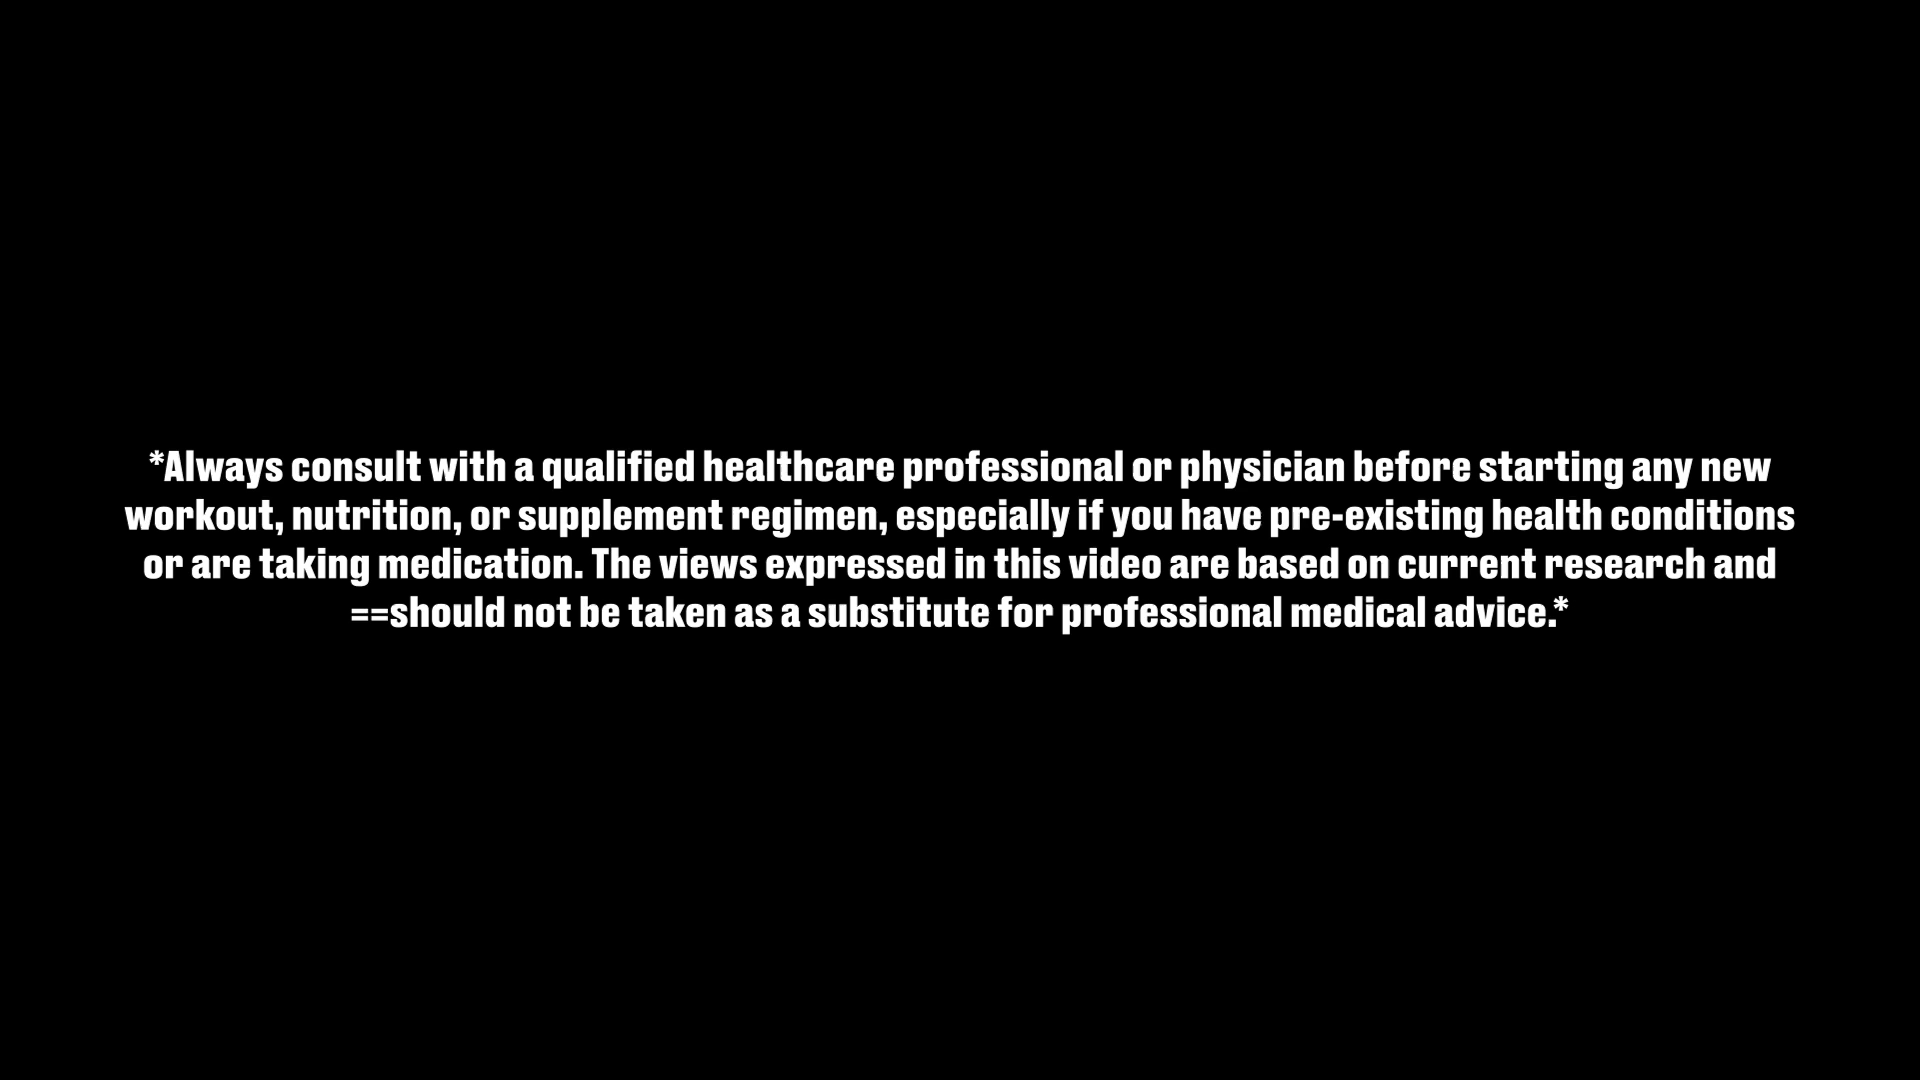 *Always consult with a qualified healthcare professional or physician before starting any new
workout, nutrition, or supplement regimen, especially if you have pre-existing health conditions
or are taking medication. The views expressed in this video are based on current research and
==should not be taken as a substitute for professional medical advice.*